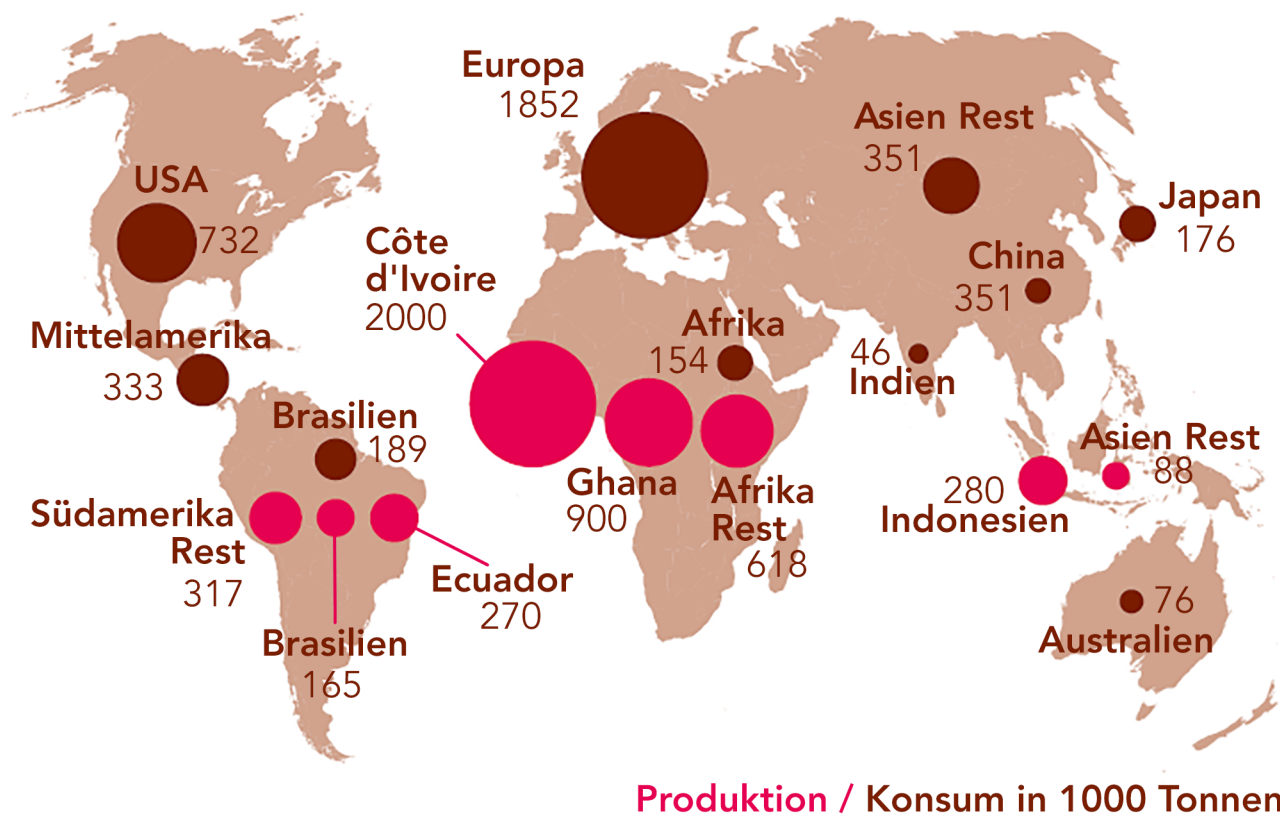 Europa
1852
Asien Rest
351
USA
732
Japan
176
Côte
d'Ivoire
2000
China
351
Mittelamerika
333
Afrika
154
46
Indien
Brasilien
189
Asien Rest
88
Südamerika
Rest
317
Ghana
900
Afrika
Rest
618
280
Indonesien
Ecuador
270
Brasilien
165
76
Australien
Produktion / Konsum in 1000 Tonnen